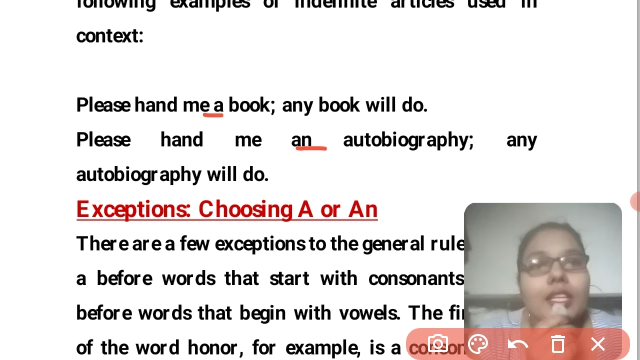 following examples of indefinite articles used in
context:
Please hand me a book; any book will do.
Please hand me an autobiography; any
autobiography will do.
Exceptions: Choosing A or An
There are a few exceptions to the general rule
a before words that start with consonants
before words that begin with vowels. The
of the word honor, for example, is a